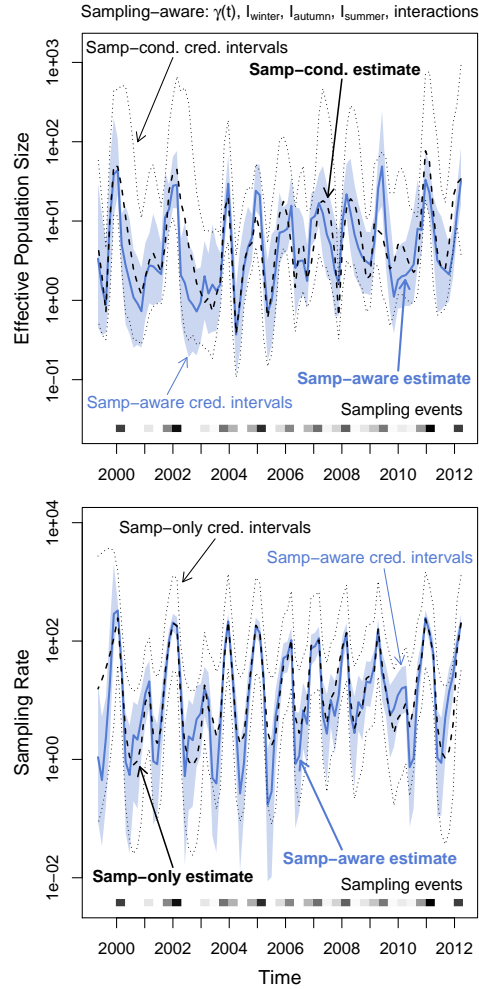 Sampling−aware: γ(t), I_winter, I_autumn, I_summer, interactions
Samp−cond. cred. intervals
Samp−cond. estimate
Effective Population Size
1e+03
1e+02
1e+01
1e+00
1e−01
Samp−aware estimate
Samp−aware cred. intervals
Sampling events
2000 2002 2004 2006 2008 2010 2012
Samp−only cred. intervals
Samp−aware cred. intervals
Sampling Rate
1e+04
1e+02
1e+00
1e−02
Samp−aware estimate
Samp−only estimate
Sampling events
2000 2002 2004 2006 2008 2010 2012
Time